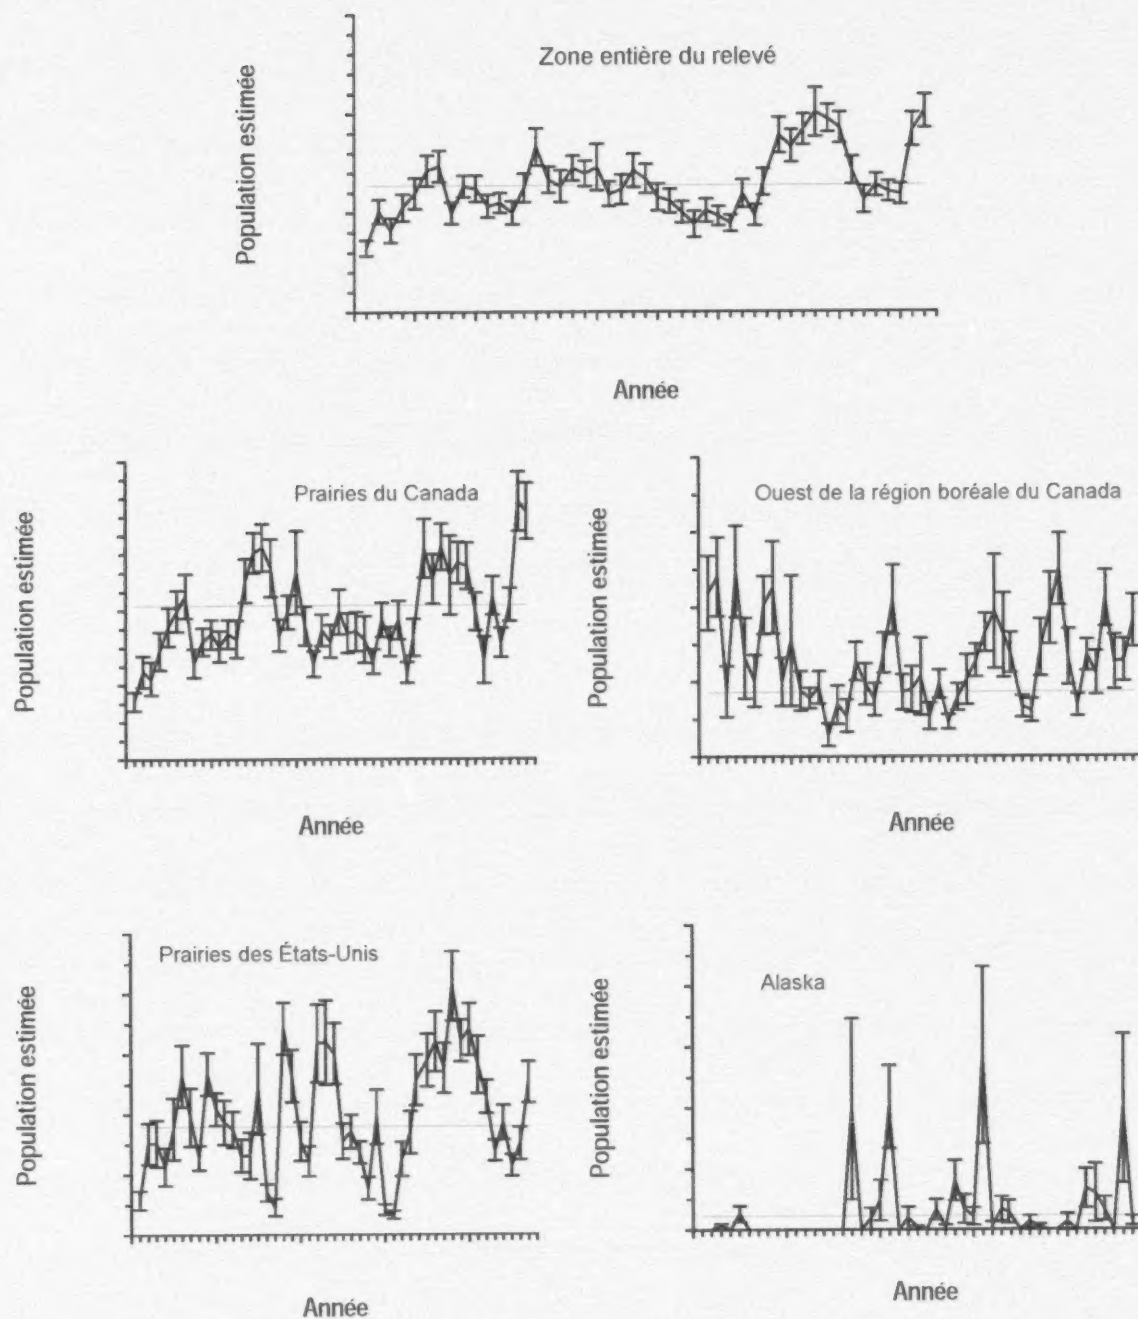 Zone entière du relevé
Population estimée
Année
Prairies du Canada
Population estimée
Année
Ouest de la région boréale du Canada
Population estimée
Année
Prairies des États-Unis
Population estimée
Année
Alaska
Population estimée
Année